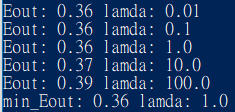 Eout: 0.36 lamda: 0.01
Eout: 0.36 lamda: 0.1
Eout: 0.36 lamda: 1.0
Eout: 0.37 lamda: 10.0
Eout: 0.39 lamda: 100.0
min_Eout: 0.36 lamda: 1.0